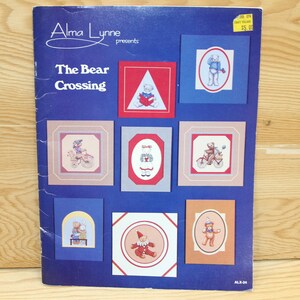 Alma Lynne
presents
The Bear
Crossing